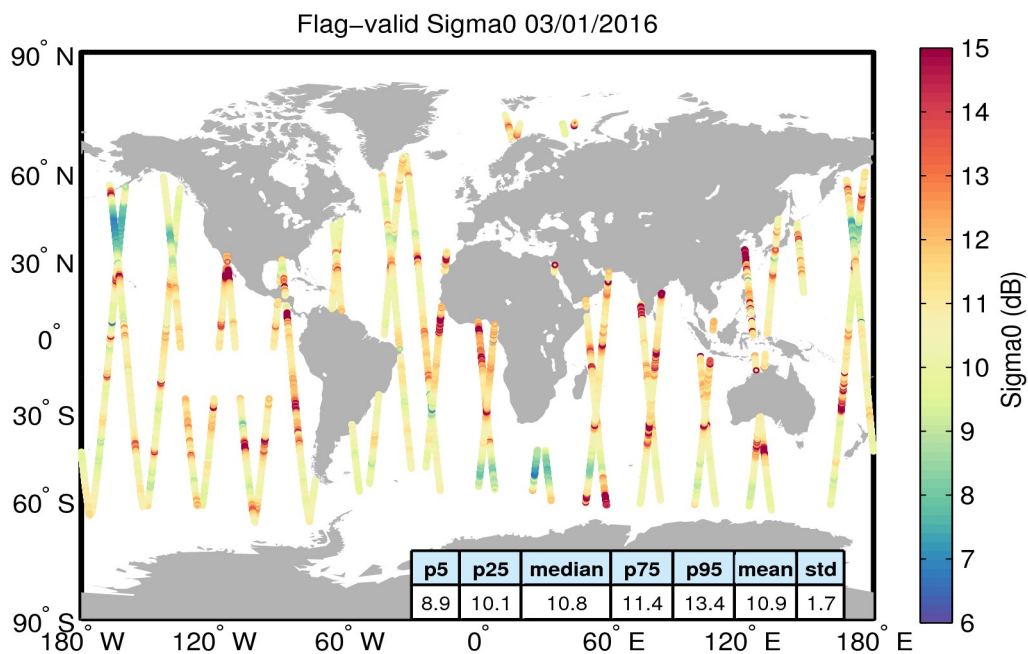 Flag−valid Sigma0 03/01/2016
90° N
60° N
30° N
0°
30° S
60° S
90° S
180° W
120° W
60° W
0°
60° E
120° E
180° E
15
14
13
12
11
10
9
8
7
6
Sigma0 (dB)
p5 p25 median p75 p95 mean std
8.9 10.1 10.8 11.4 13.4 10.9 1.7